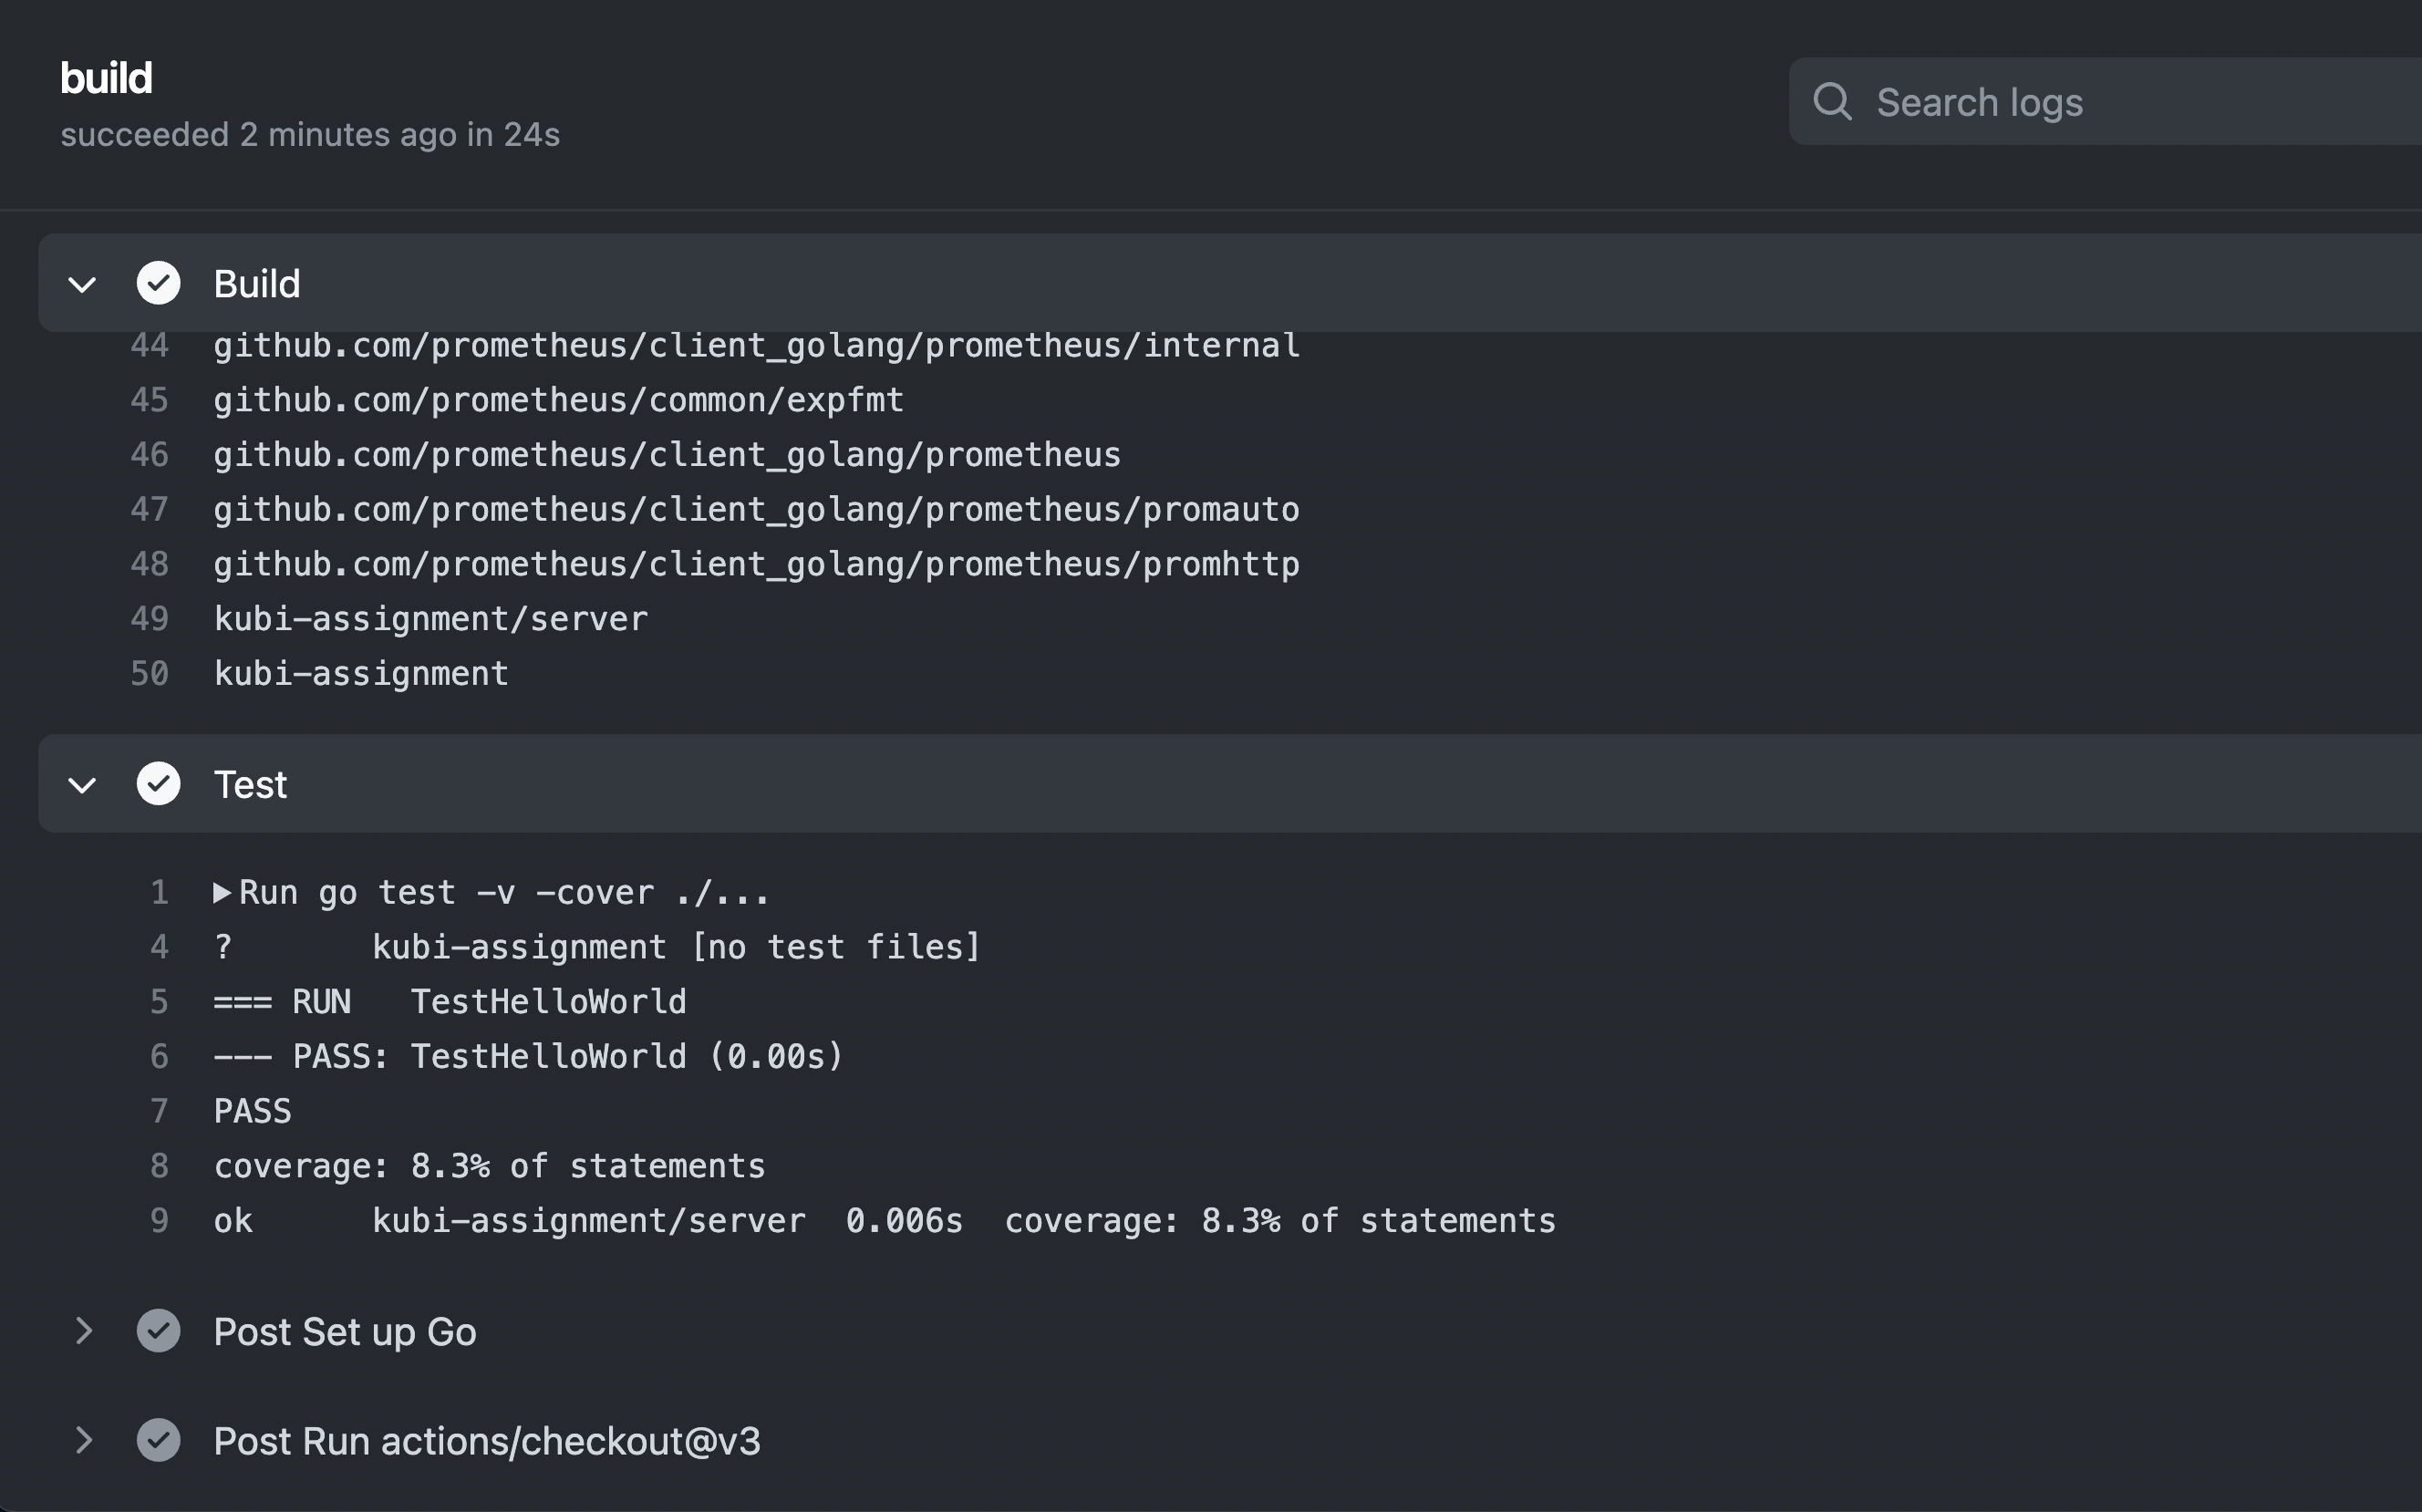 build
succeeded 2 minutes ago in 24s
Search logs
Build
44 github.com/prometheus/client_golang/prometheus/internal
45 github.com/prometheus/common/expfmt
46 github.com/prometheus/client_golang/prometheus
47 github.com/prometheus/client_golang/prometheus/promauto
48 github.com/prometheus/client_golang/prometheus/promhttp
49 kubi-assignment/server
50 kubi-assignment
Test
1 ▶Run go test -v -cover ./...
4 ? kubi-assignment [no test files]
5 === RUN TestHelloWorld
6 --- PASS: TestHelloWorld (0.00s)
7 PASS
8 coverage: 8.3% of statements
9 ok kubi-assignment/server 0.006s coverage: 8.3% of statements
Post Set up Go
Post Run actions/checkout@v3